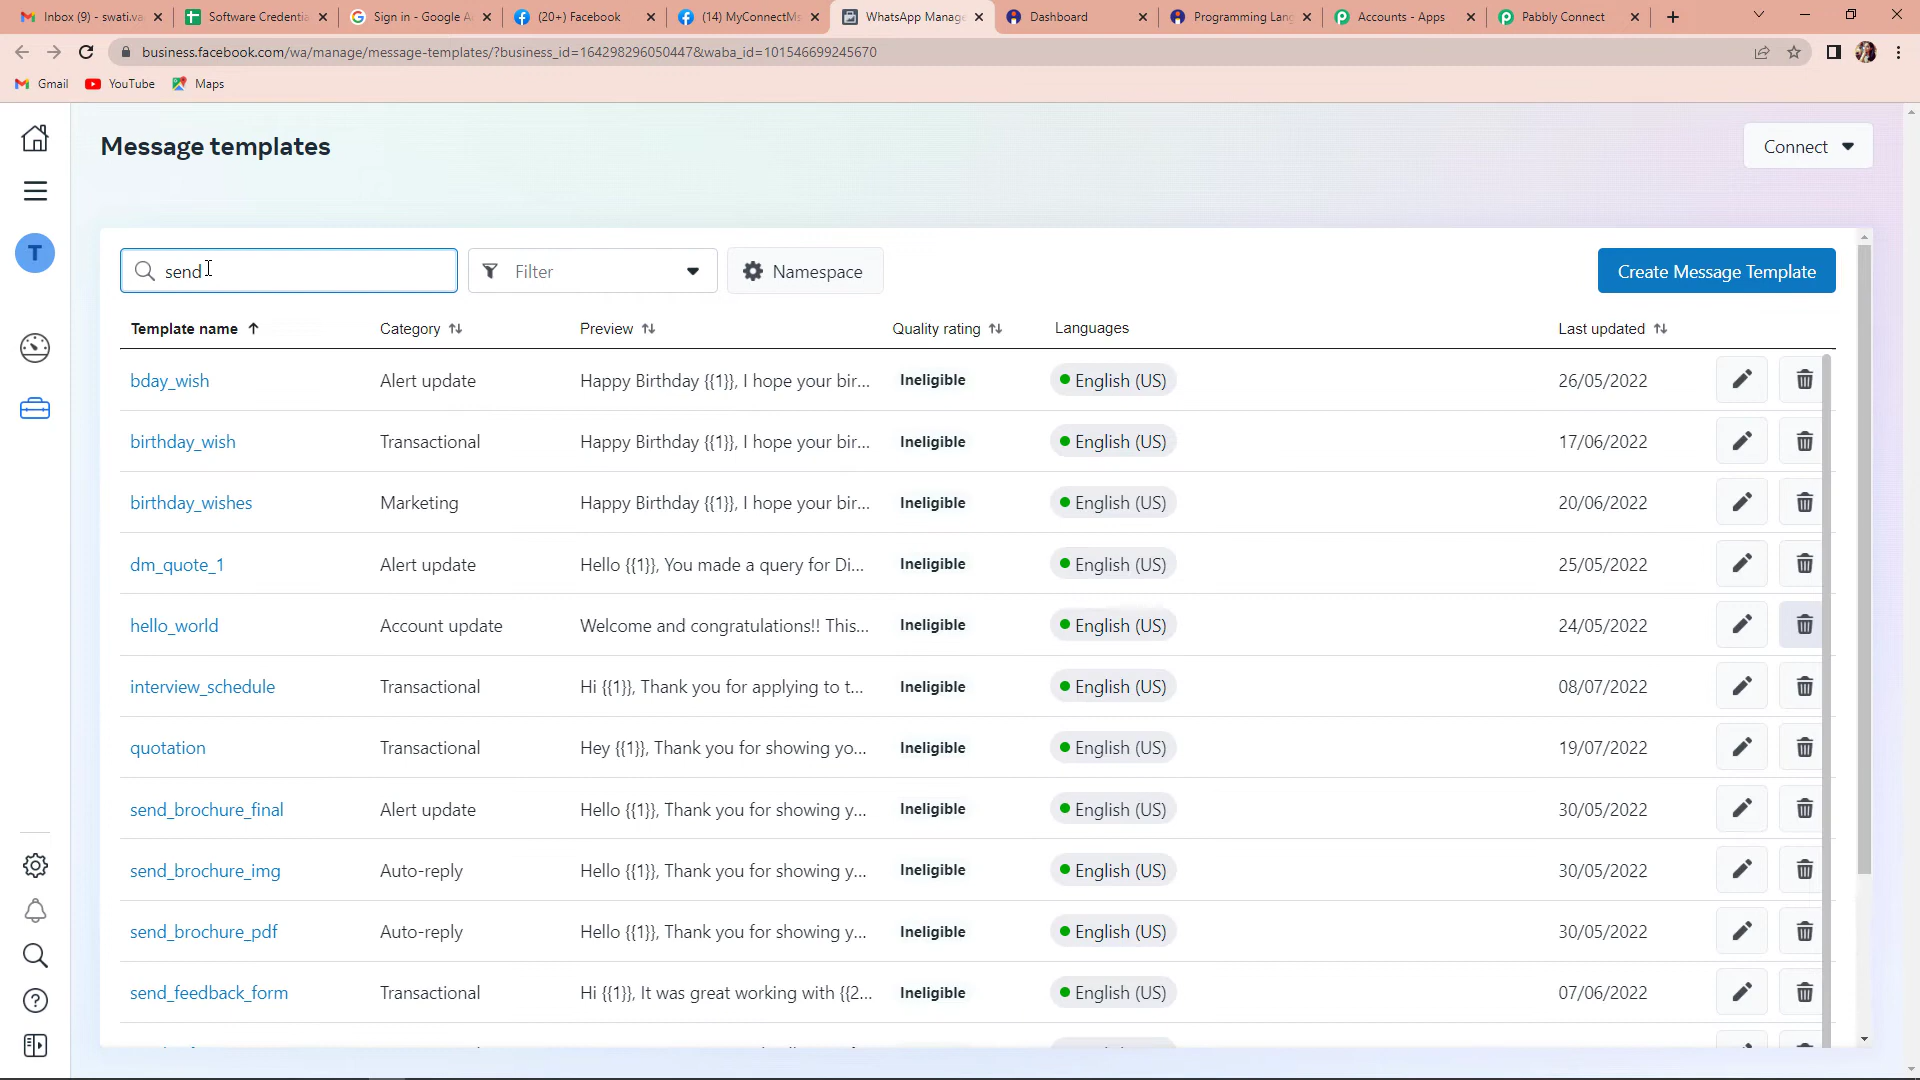 Inbox (9) - swati.va
Software Credentia
Sign in - Google A
(20+) Facebook
(14) MyConnectMs
WhatsApp Manage
Dashboard
Programming Lang
Accounts - Apps
Pabbly Connect
business.facebook.com/wa/manage/message-templates/?business_id=164298296050447&waba_id=101546699245670
Gmail
YouTube
Maps
Message templates
Connect
T
send
Filter
Namespace
Create Message Template
Template name
Category
Preview
Quality rating
Languages
Last updated
bday_wish Alert update Happy Birthday {{1}}, I hope your bir... Ineligible English (US) 26/05/2022
birthday_wish Transactional Happy Birthday {{1}}, I hope your bir... Ineligible English (US) 17/06/2022
birthday_wishes Marketing Happy Birthday {{1}}, I hope your bir... Ineligible English (US) 20/06/2022
dm_quote_1 Alert update Hello {{1}}, You made a query for Di... Ineligible English (US) 25/05/2022
hello_world Account update Welcome and congratulations!! This... Ineligible English (US) 24/05/2022
interview_schedule Transactional Hi {{1}}, Thank you for applying to t... Ineligible English (US) 08/07/2022
quotation Transactional Hey {{1}}, Thank you for showing yo... Ineligible English (US) 19/07/2022
send_brochure_final Alert update Hello {{1}}, Thank you for showing y... Ineligible English (US) 30/05/2022
send_brochure_img Auto-reply Hello {{1}}, Thank you for showing y... Ineligible English (US) 30/05/2022
send_brochure_pdf Auto-reply Hello {{1}}, Thank you for showing y... Ineligible English (US) 30/05/2022
send_feedback_form Transactional Hi {{1}}, It was great working with {{2... Ineligible English (US) 07/06/2022